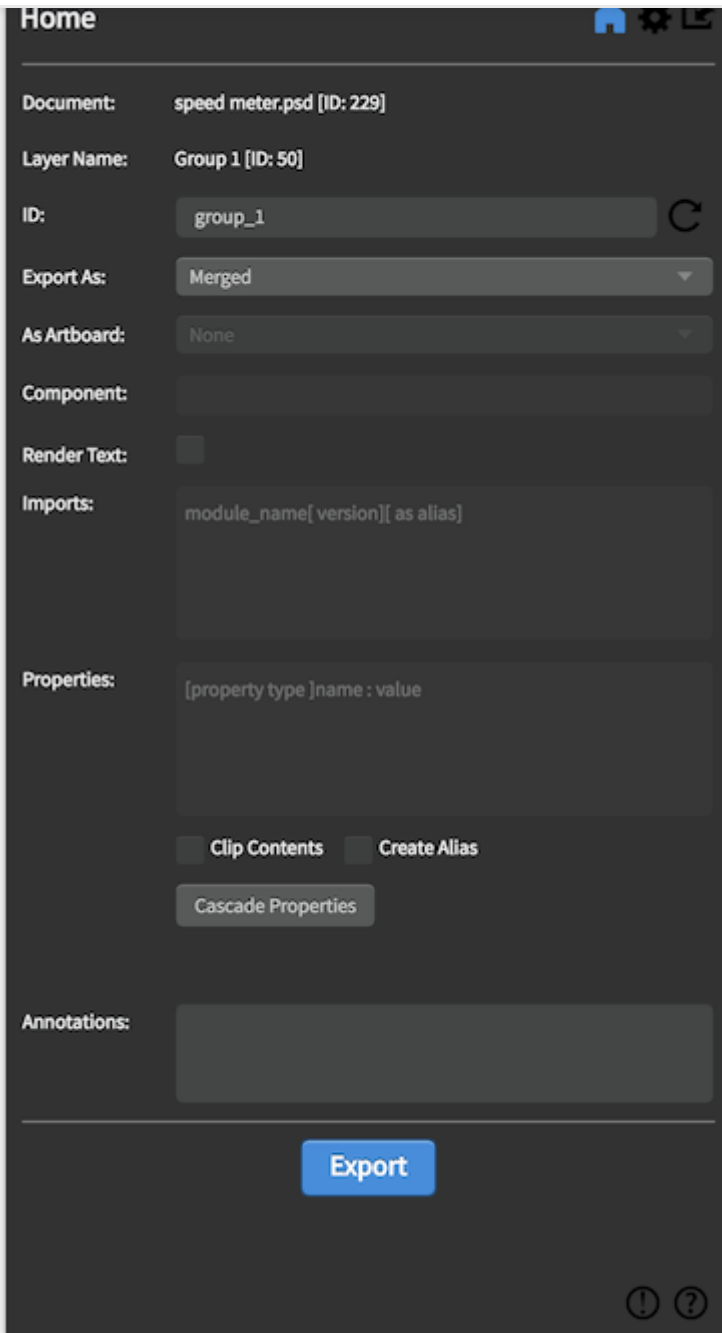 Home
Document: speed meter.psd [ID: 229]
Layer Name: Group 1 [ID: 50]
ID: group_1
Export As: Merged
As Artboard: None
Component:
Render Text:
Imports: module_name[ version][ as alias]
Properties: [property type ]name : value
Clip Contents Create Alias
Cascade Properties
Annotations:
Export